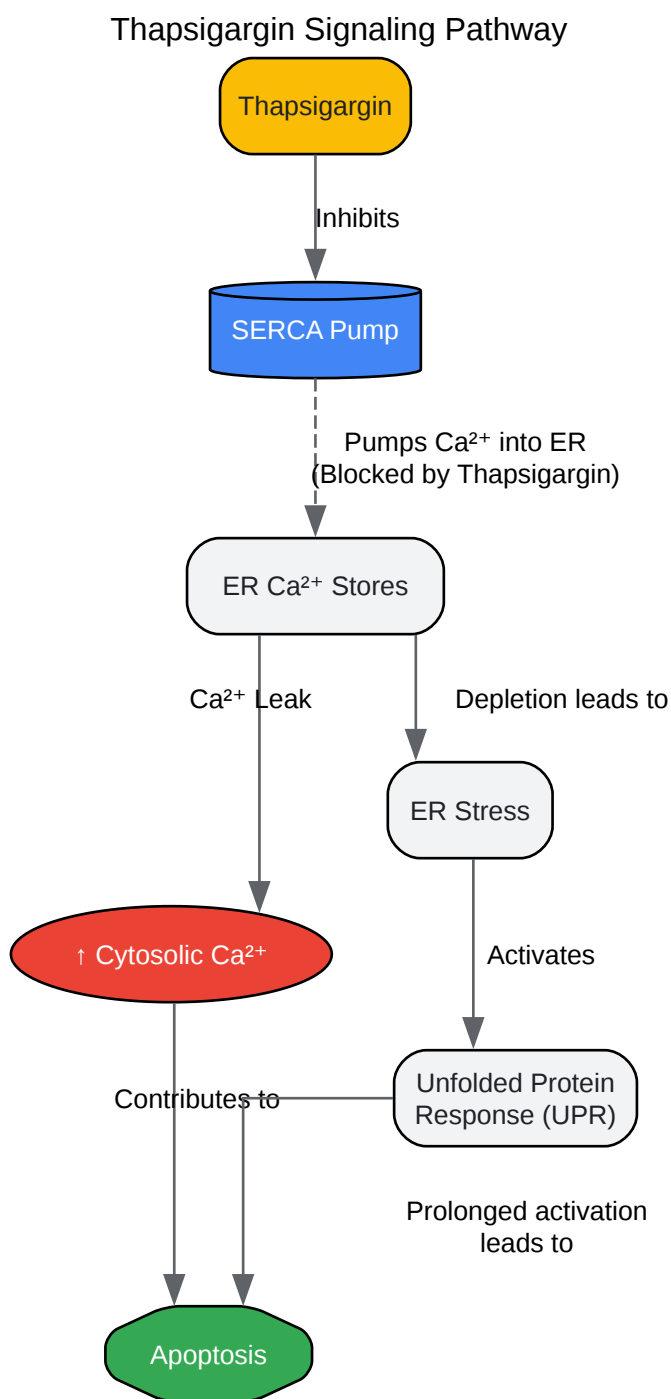 Thapsigargin Signaling Pathway
Thapsigargin
Inhibits
SERCA Pump
Pumps Ca²⁺ into ER
(Blocked by Thapsigargin)
ER Ca²⁺ Stores
Ca²⁺ Leak
Depletion leads to
ER Stress
↑ Cytosolic Ca²⁺
Activates
Unfolded Protein
Response (UPR)
Contributes to
Prolonged activation
leads to
Apoptosis